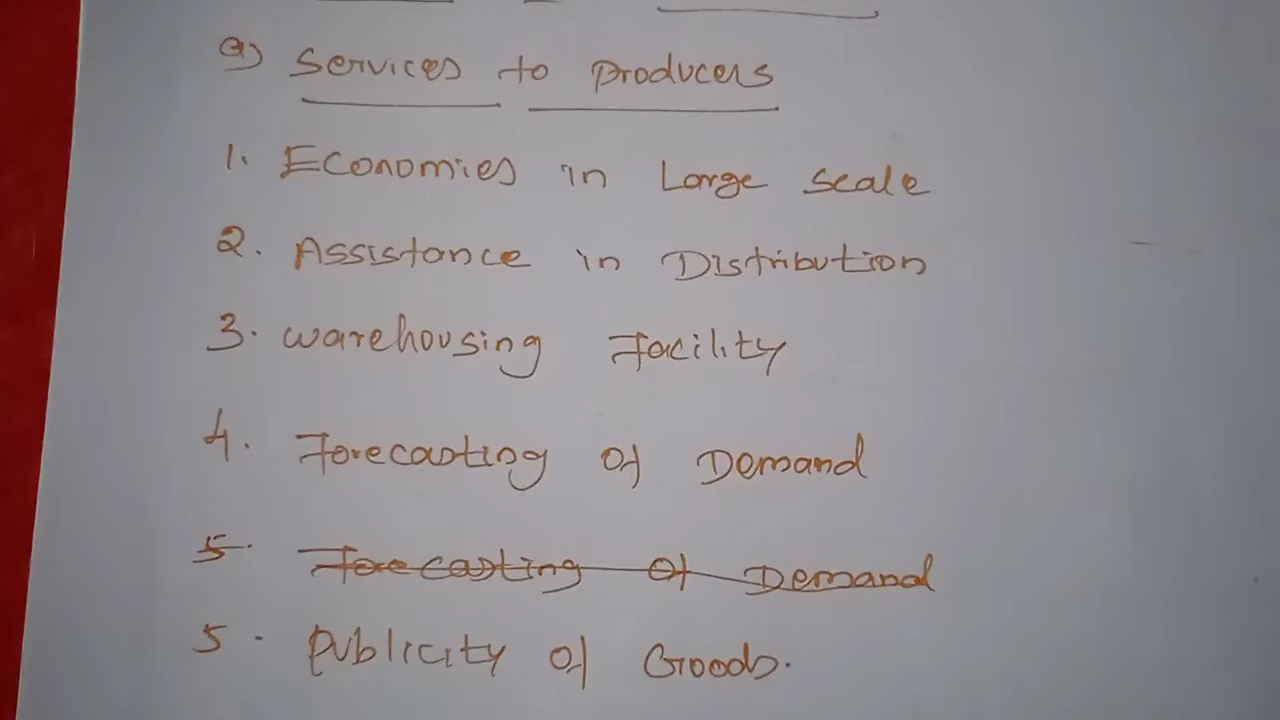 a) Services to Producers
1. Economies in Large Scale
2. Assistance in Distribution
3. Warehousing Facility
4. Forecasting of Demand
5. Forecasting of Demand
5. Publicity of Goods.